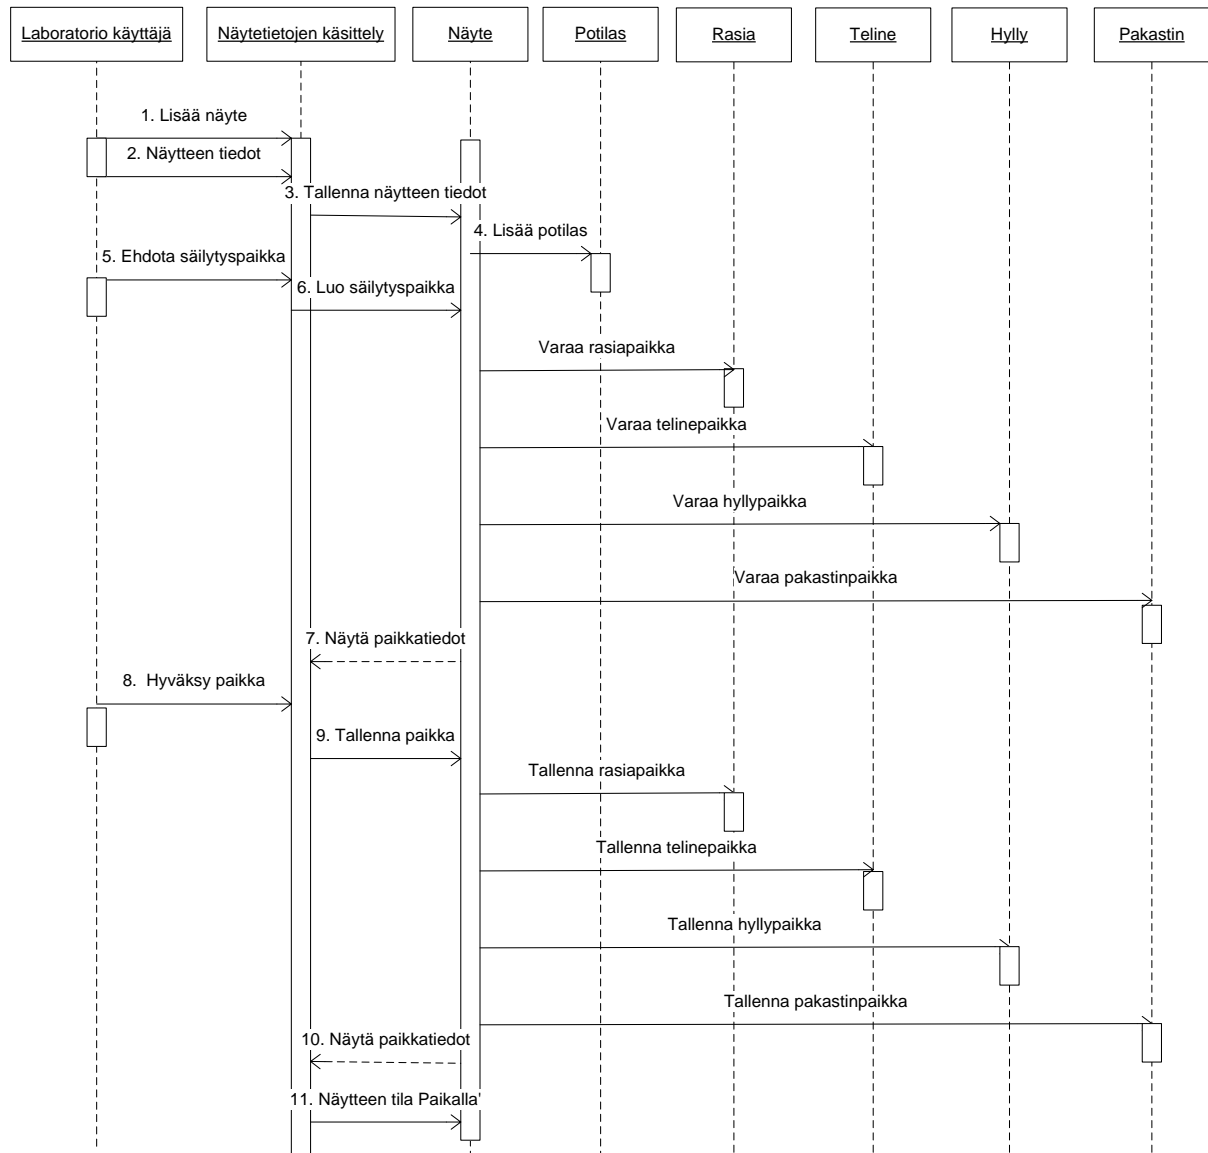 Laboratorio käyttäjä
Näytetietojen käsittely
Näyte
Potilas
Rasia
Teline
Hylly
Pakastin
1. Lisää näyte
2. Näytteen tiedot
3. Tallenna näytteen tiedot
4. Lisää potilas
5. Ehdota säilytyspaikka
6. Luo säilytyspaikka
Varaa rasiapaikka
Varaa telinepaikka
Varaa hyllypaikka
Varaa pakastinpaikka
7. Näytä paikkatiedot
8. Hyväksy paikka
9. Tallenna paikka
Tallenna rasiapaikka
Tallenna telinepaikka
Tallenna hyllypaikka
Tallenna pakastinpaikka
10. Näytä paikkatiedot
11. Näytteen tila Paikalla'